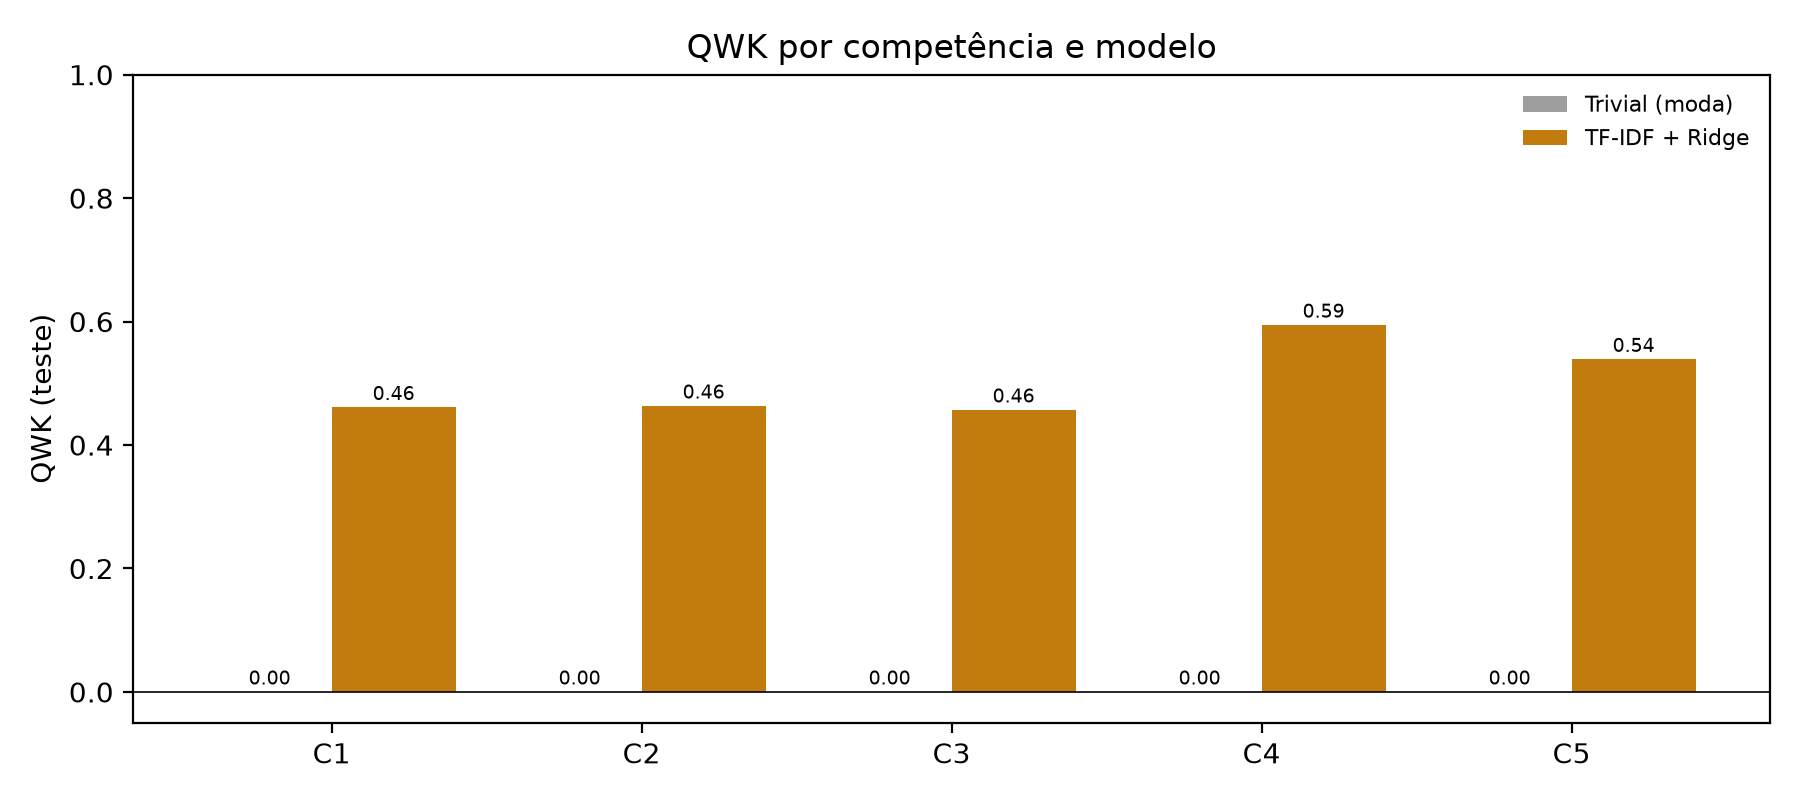 QWK por competência e modelo
Trivial (moda)
TF-IDF + Ridge
QWK (teste)
1.0
0.8
0.6
0.4
0.2
0.0
0.00
0.46
0.00
0.46
0.00
0.46
0.00
0.59
0.00
0.54
C1
C2
C3
C4
C5